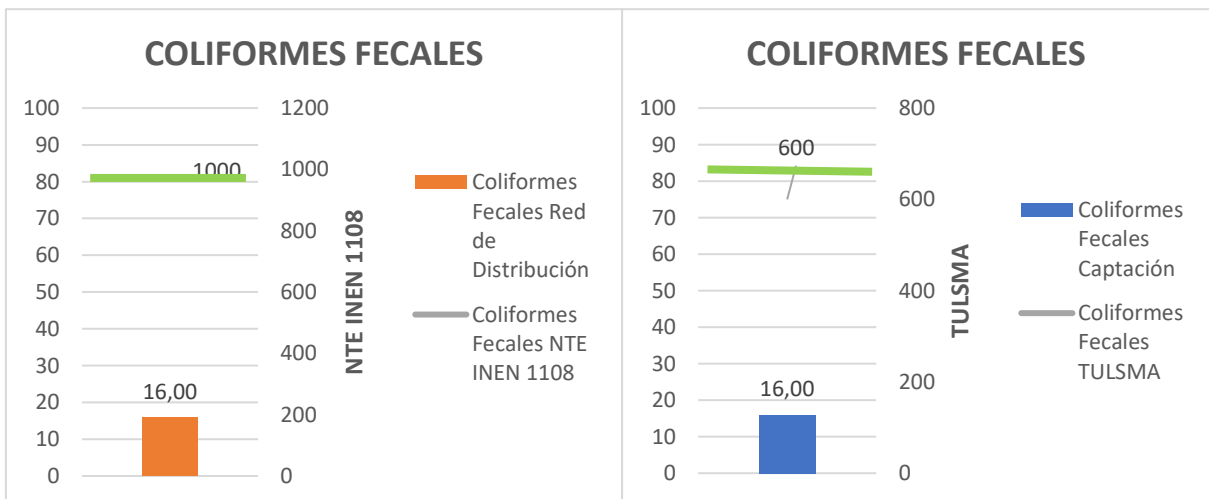 COLIFORMES FECALES
100
90
80
70
60
50
40
30
20
10
0
1000
16,00
1200
1000
800
600
400
200
0
NTE INEN 1108
Coliformes
Fecales Red
de
Distribución
Coliformes
Fecales NTE
INEN 1108
COLIFORMES FECALES
100
90
80
70
60
50
40
30
20
10
0
600
16,00
800
600
400
200
0
TULSMA
Coliformes
Fecales
Captación
Coliformes
Fecales
TULSMA